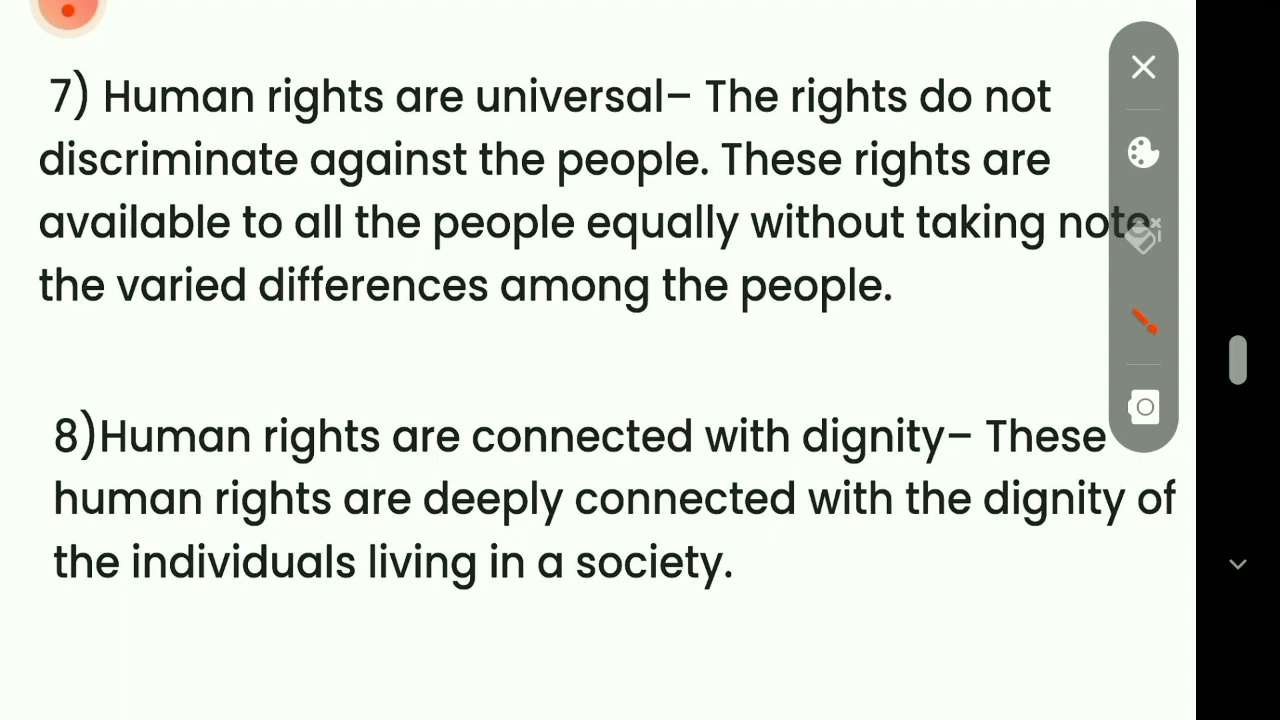 7) Human rights are universal– The rights do not
discriminate against the people. These rights are
available to all the people equally without taking note
the varied differences among the people.
8)Human rights are connected with dignity– These
human rights are deeply connected with the dignity of
the individuals living in a society.